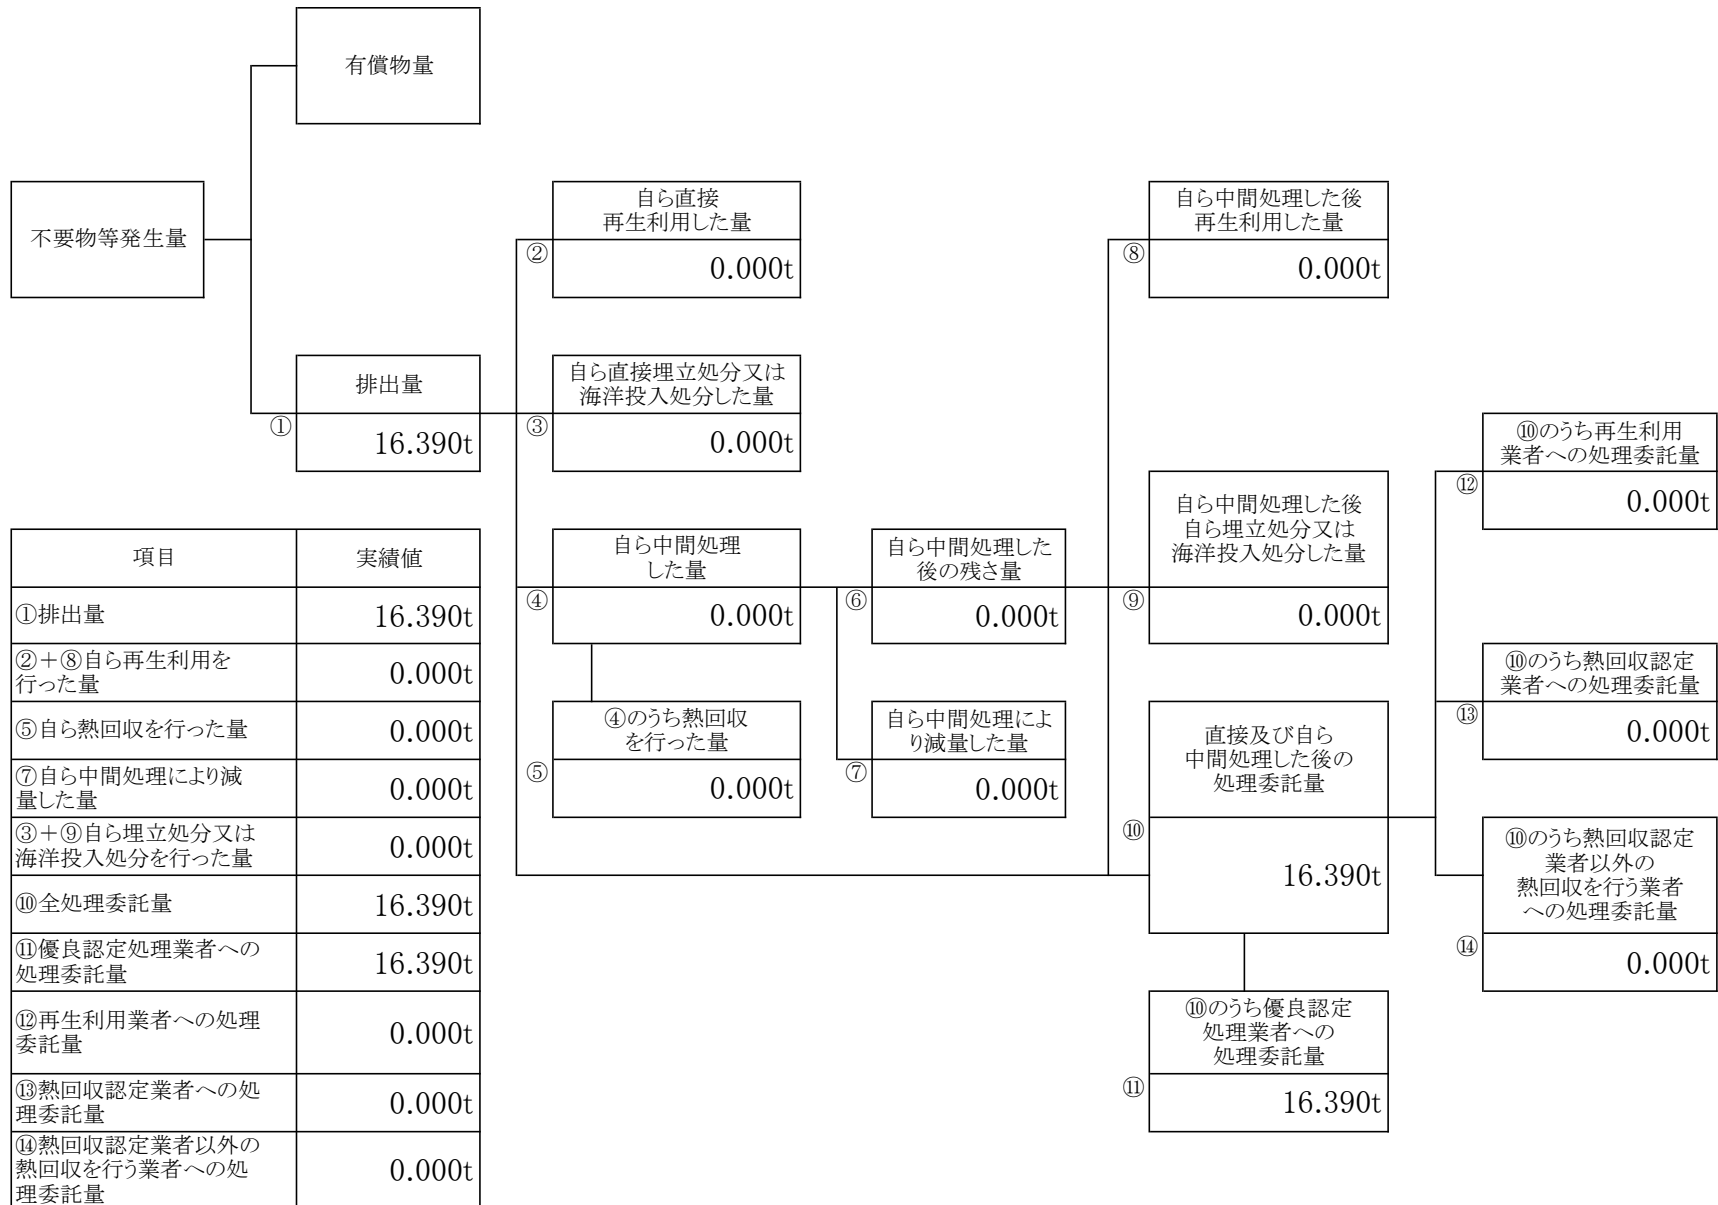 有償物量
不要物等発生量
自ら直接
再生利用した量
②
0.000t
自ら中間処理した後
再生利用した量
⑧
0.000t
排出量
①
16.390t
自ら直接埋立処分又は
海洋投入処分した量
③
0.000t
⑩のうち再生利用
業者への処理委託量
⑫
0.000t
自ら中間処理
した量
④
0.000t
自ら中間処理した
後の残さ量
⑥
0.000t
自ら中間処理した後
自ら埋立処分又は
海洋投入処分した量
⑨
0.000t
⑩のうち熱回収認定
業者への処理委託量
⑬
0.000t
④のうち熱回収
を行った量
⑤
0.000t
自ら中間処理によ
り減量した量
⑦
0.000t
直接及び自ら
中間処理した後の
処理委託量
⑩
16.390t
⑩のうち熱回収認定
業者以外の
熱回収を行う業者
への処理委託量
⑭
0.000t
⑩のうち優良認定
処理業者への
処理委託量
⑪
16.390t
項目 実績値
①排出量 16.390t
②＋⑧自ら再生利用を
行った量 0.000t
⑤自ら熱回収を行った量 0.000t
⑦自ら中間処理により減
量した量 0.000t
③＋⑨自ら埋立処分又は
海洋投入処分を行った量 0.000t
⑩全処理委託量 16.390t
⑪優良認定処理業者への
処理委託量 16.390t
⑫再生利用業者への処理
委託量 0.000t
⑬熱回収認定業者への処
理委託量 0.000t
⑭熱回収認定業者以外の
熱回収を行う業者への処
理委託量 0.000t